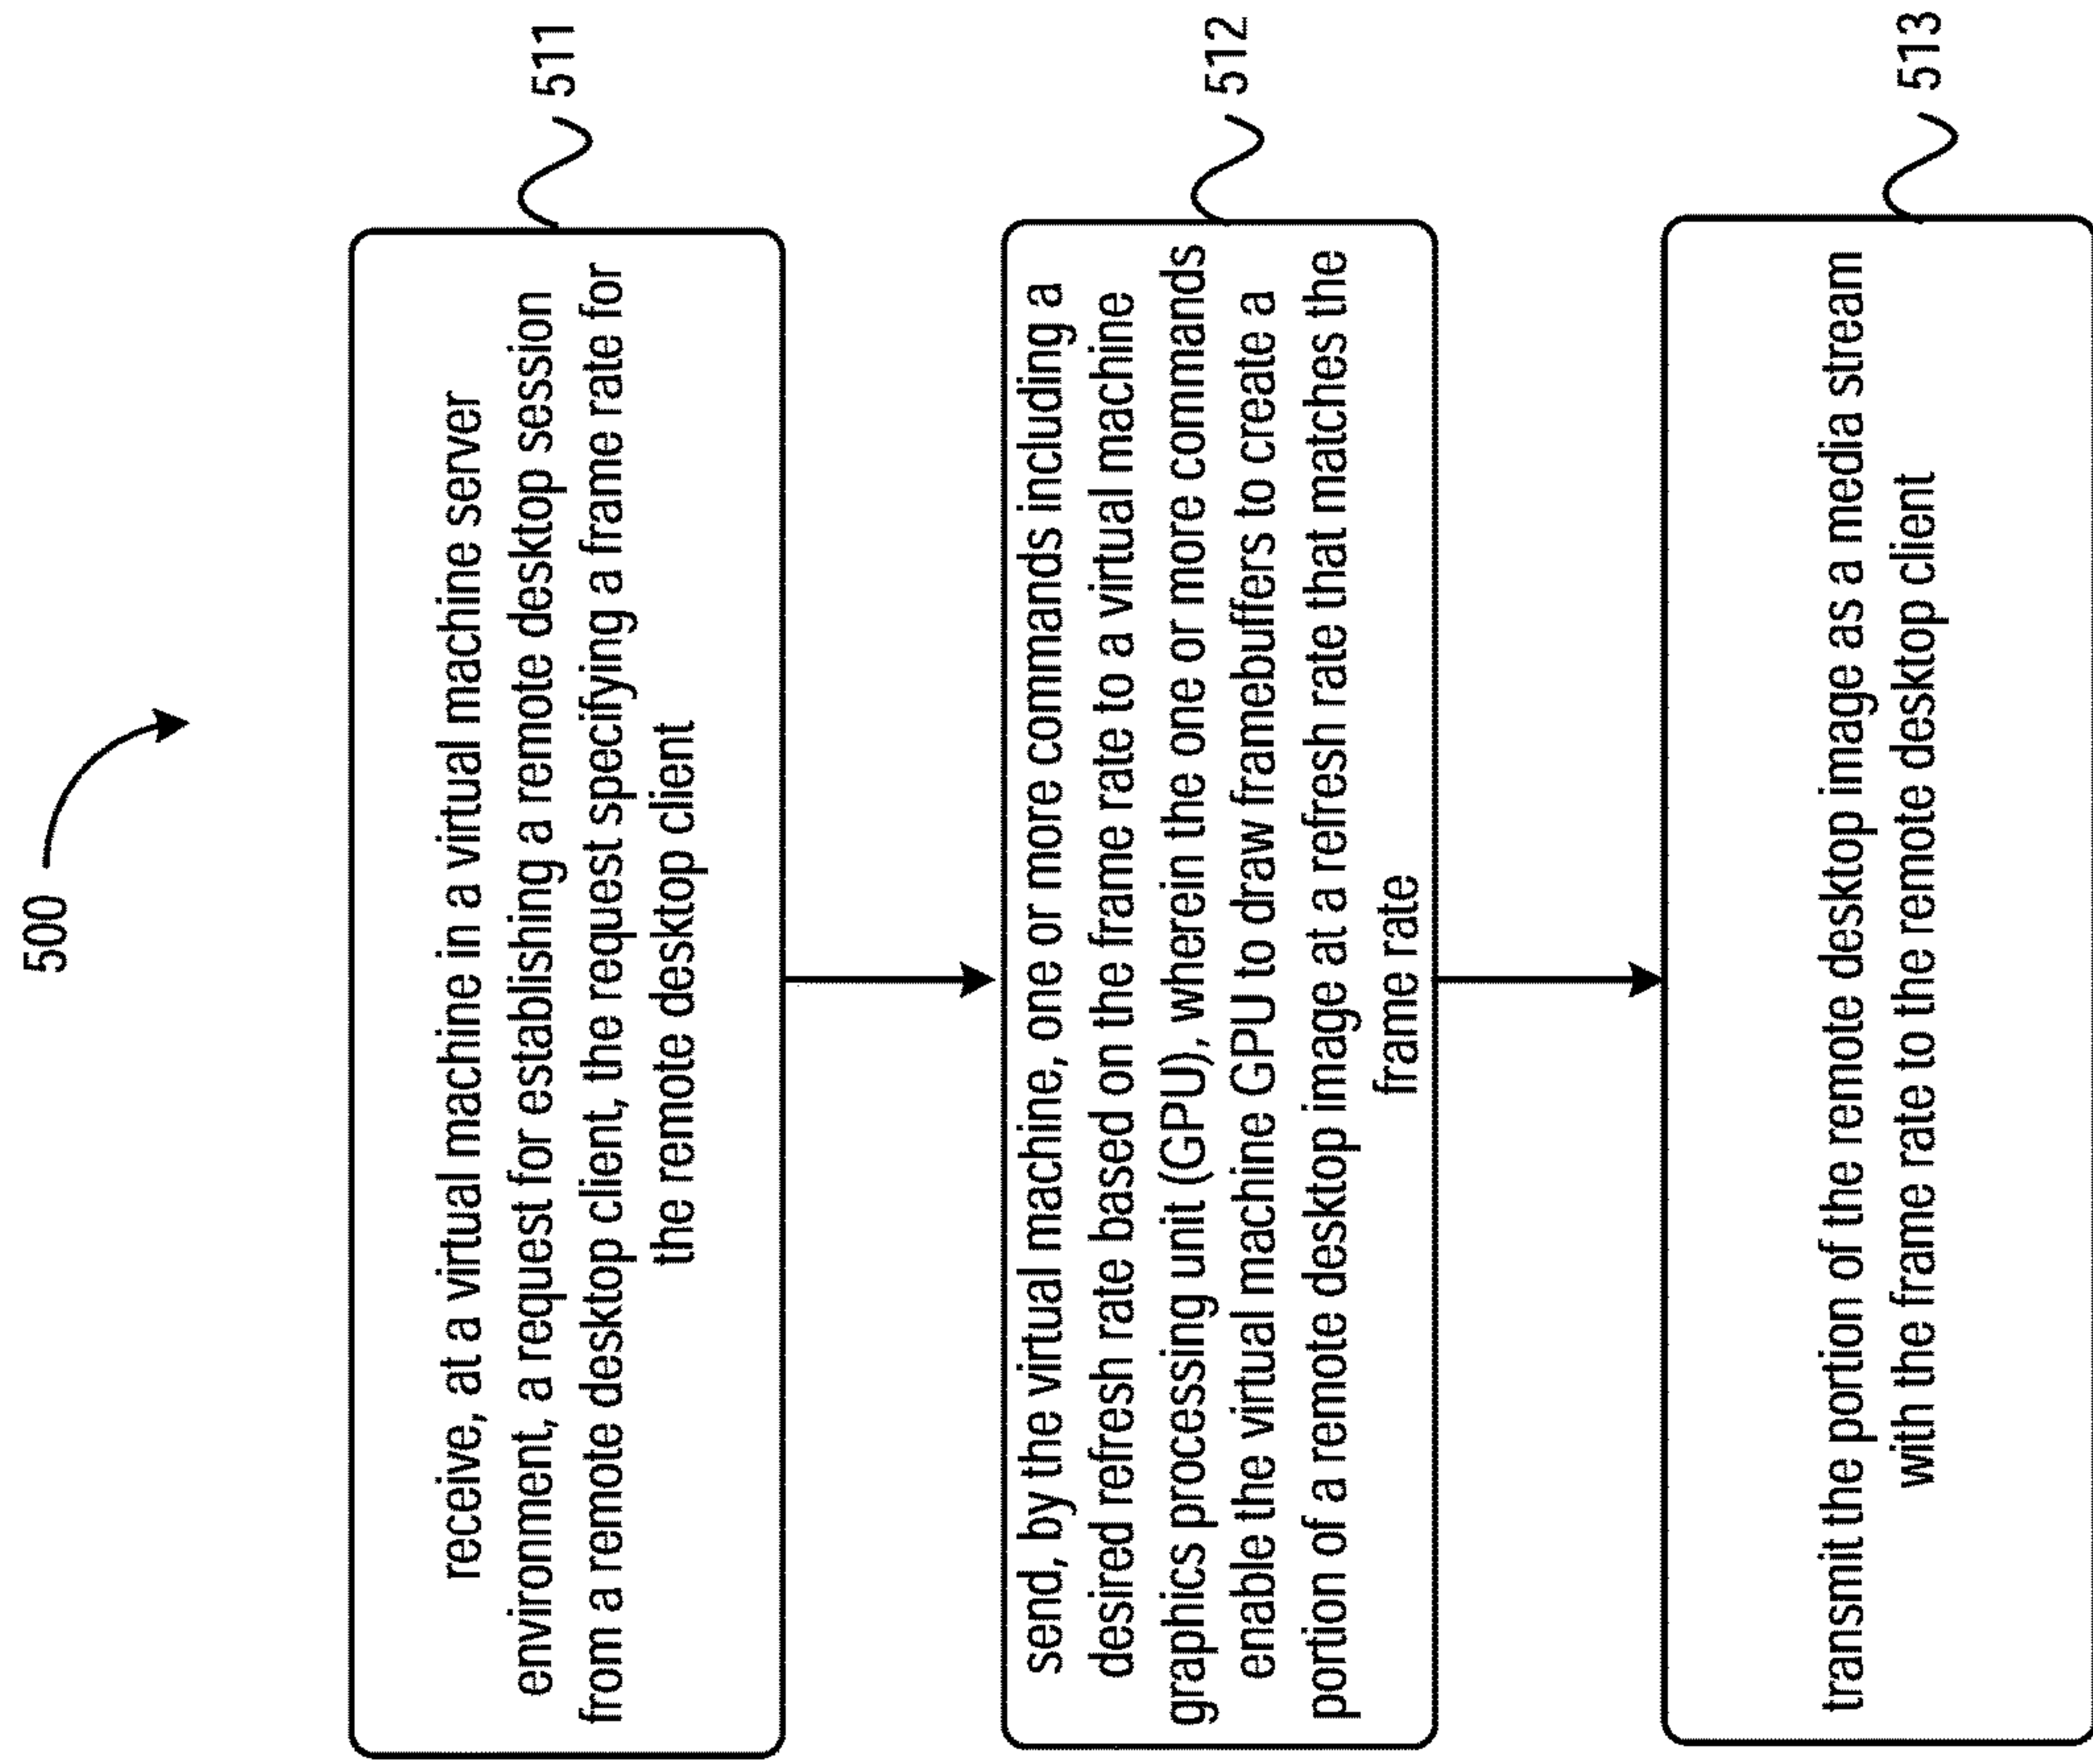 500
receive, at a virtual machine in a virtual machine server
environment, a request for establishing a remote desktop session
from a remote desktop client, the request specifying a frame rate for
the remote desktop client
511
send, by the virtual machine, one or more commands including a
desired refresh rate based on the frame rate to a virtual machine
graphics processing unit (GPU), wherein the one or more commands
enable the virtual machine GPU to draw framebuffers to create a
portion of a remote desktop image at a refresh rate that matches the
frame rate
512
transmit the portion of the remote desktop image as a media stream
with the frame rate to the remote desktop client
513